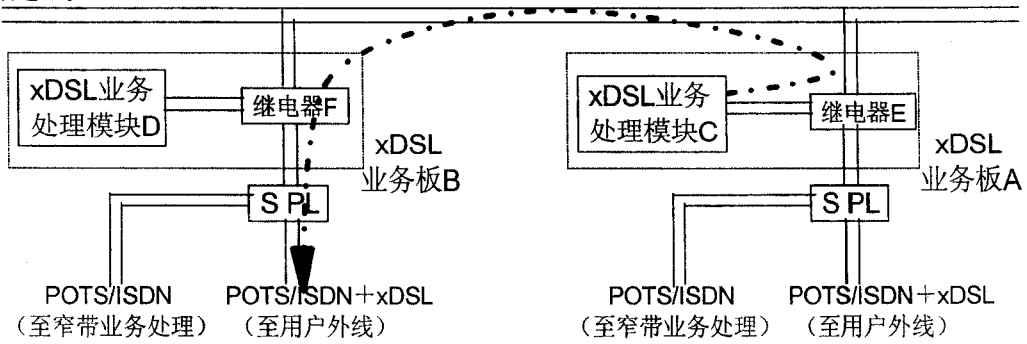 xDSL业务
处理模块D
继电器F
xDSL
业务板B
S PL
POTS/ISDN
(至窄带业务处理)
POTS/ISDN+xDSL
(至用户外线)
xDSL业务
处理模块C
继电器E
xDSL
业务板A
S PL
POTS/ISDN
(至窄带业务处理)
POTS/ISDN+xDSL
(至用户外线)